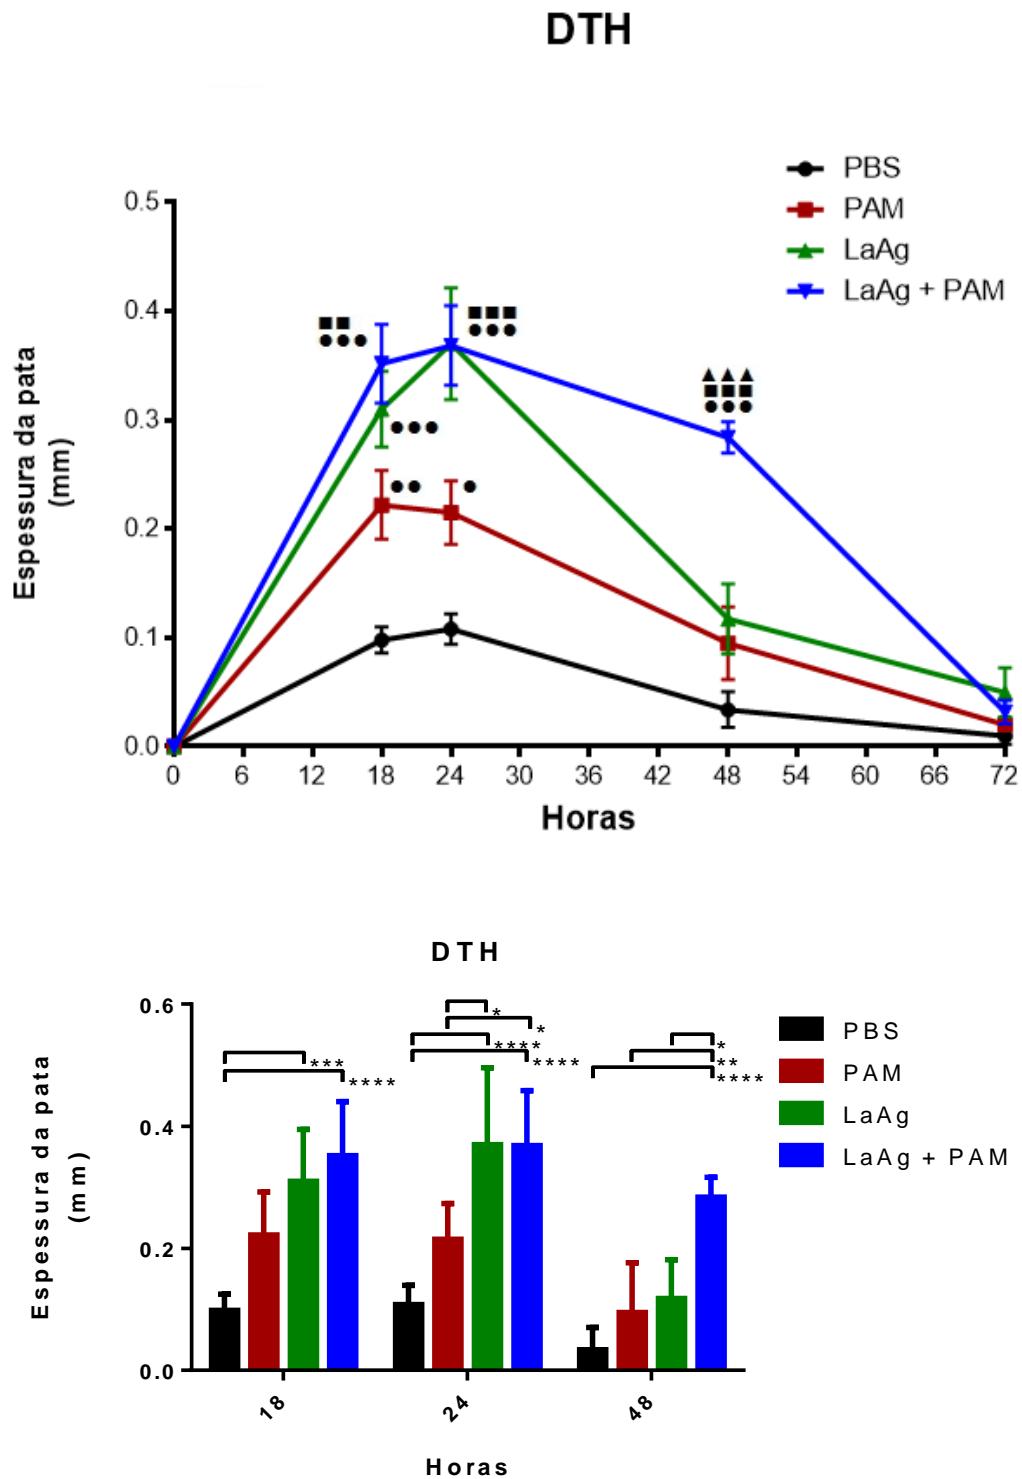 DTH
PBS
PAM
LaAg
LaAg + PAM
0.5
0.4
0.3
0.2
0.1
0.0
Espessura da pata
(mm)
0 6 12 18 24 30 36 42 48 54 60 66 72
Horas
DTH
0.6
0.4
0.2
0.0
Espessura da pata
(mm)
***
****
*
*
****
****
*
**
****
PBS
PAM
LaAg
LaAg + PAM
18 24 48
Horas